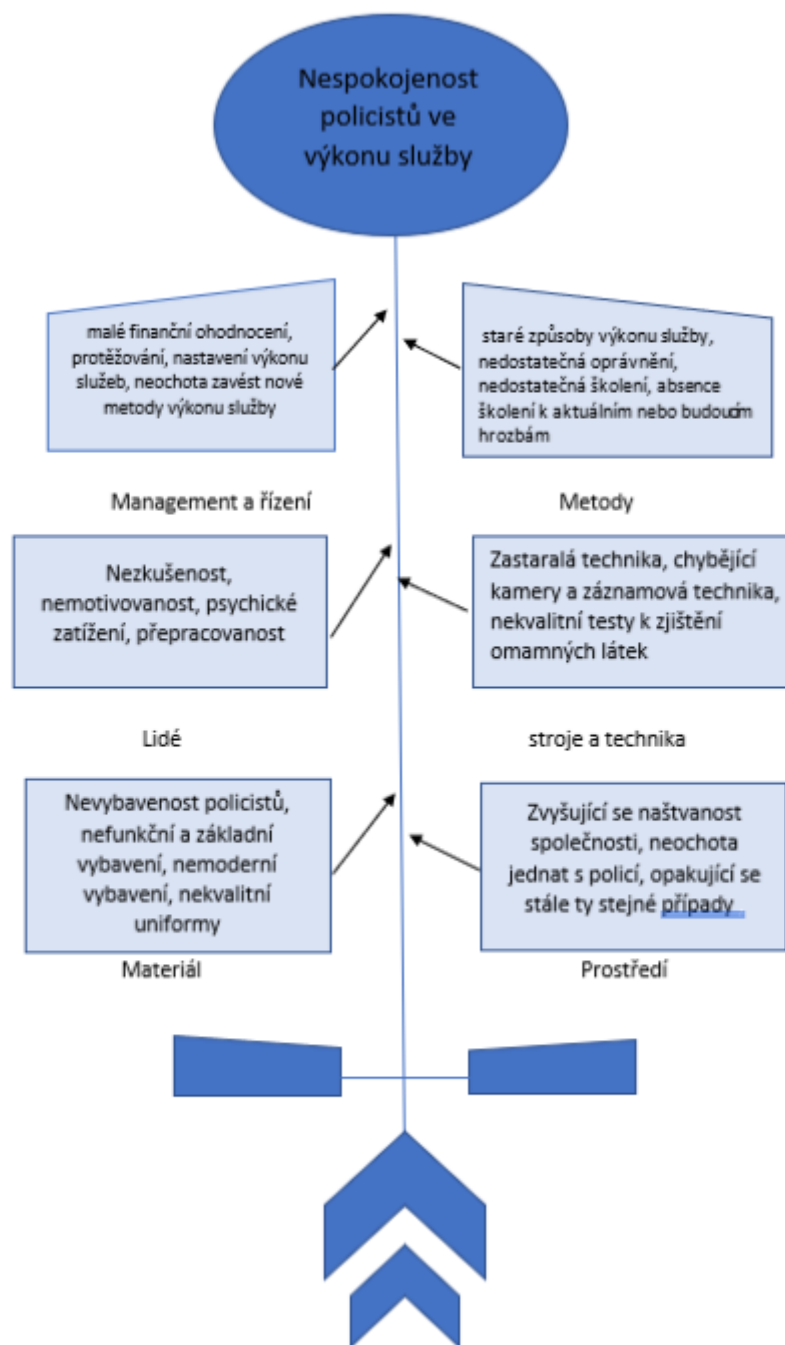 Nespokojenost
policistů ve
výkonu služby
malé finanční ohodnocení,
protěžování, nastavení výkonu
služeb, neochota zavést nové
metody výkonu služby
staré způsoby výkonu služby,
nedostatečná oprávnění,
nedostatečná školení, absence
školení k aktuálním nebo budoucím
hrozbám
Management a řízení
Metody
Nezkušenost,
nemotivovanost, psychické
zatížení, přepracovanost
Zastaralá technika, chybějící
kamery a záznamová technika,
nekvalitní testy k zjištění
omamných látek
Lidé
stroje a technika
Nevybavenost policistů,
nefunkční a základní
vybavení, nemoderní
vybavení, nekvalitní
uniformy
Zvyšující se naštvanost
společnosti, neochota
jednat s policí, opakující se
stále ty stejné případy
Materiál
Prostředí